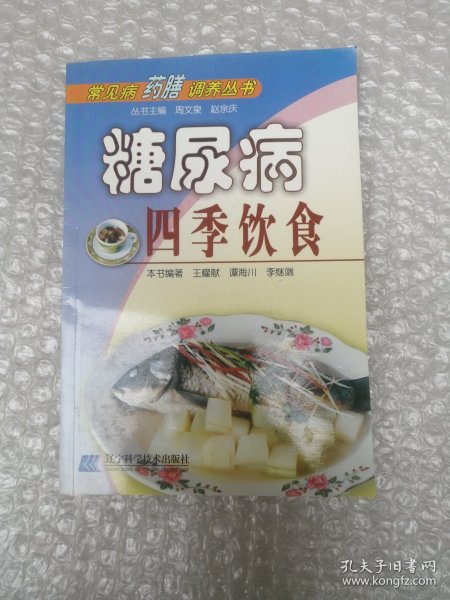 常见病 药膳 调养丛书
丛书主编 周文泉 赵余庆
糖尿病
四季饮食
本书编著 王耀献 谭海川 李继端
辽宁科学技术出版社
孔夫子旧书网
www.kongfz.com